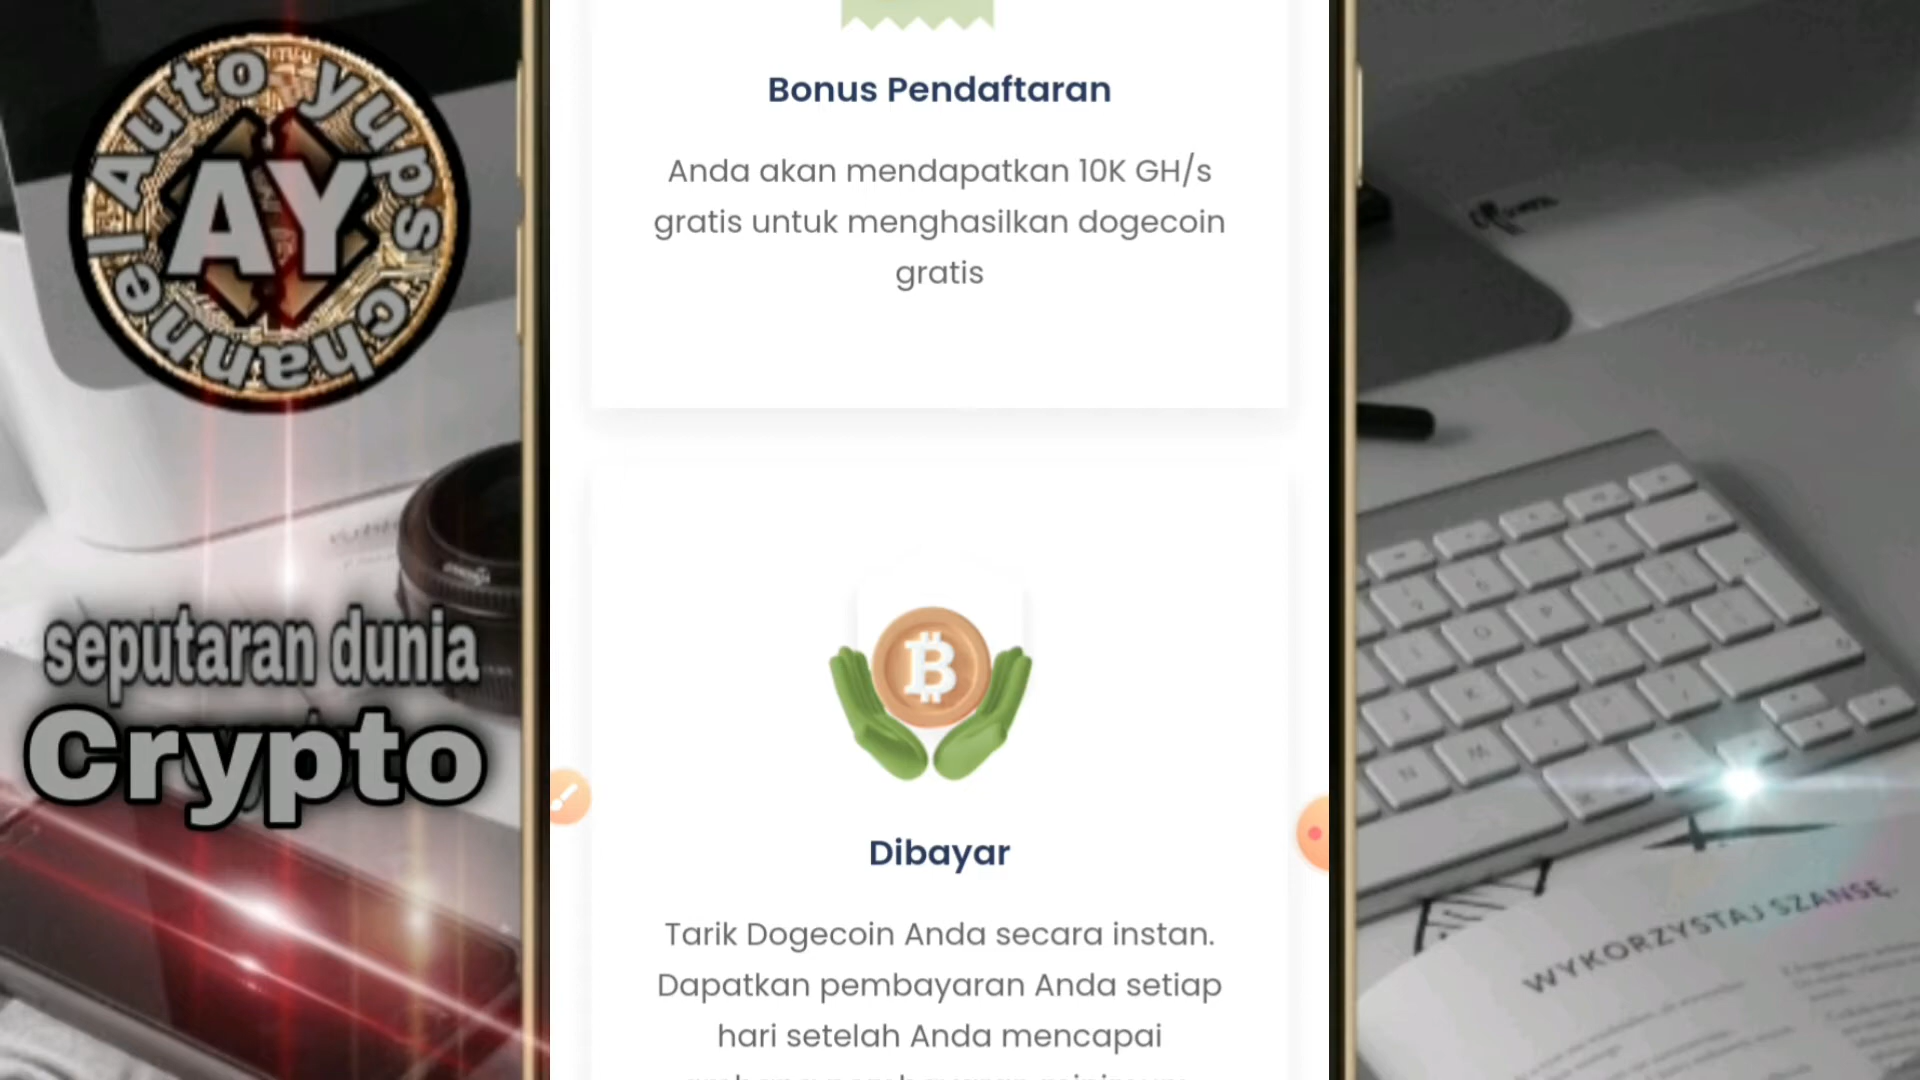 Auto yups channel
AY
seputaran dunia
Crypto
Bonus Pendaftaran
Anda akan mendapatkan 10K GH/s
gratis untuk menghasilkan dogecoin
gratis
Dibayar
Tarik Dogecoin Anda secara instan.
Dapatkan pembayaran Anda setiap
hari setelah Anda mencapai
WYKORZYSTAJ SZANSĘ.